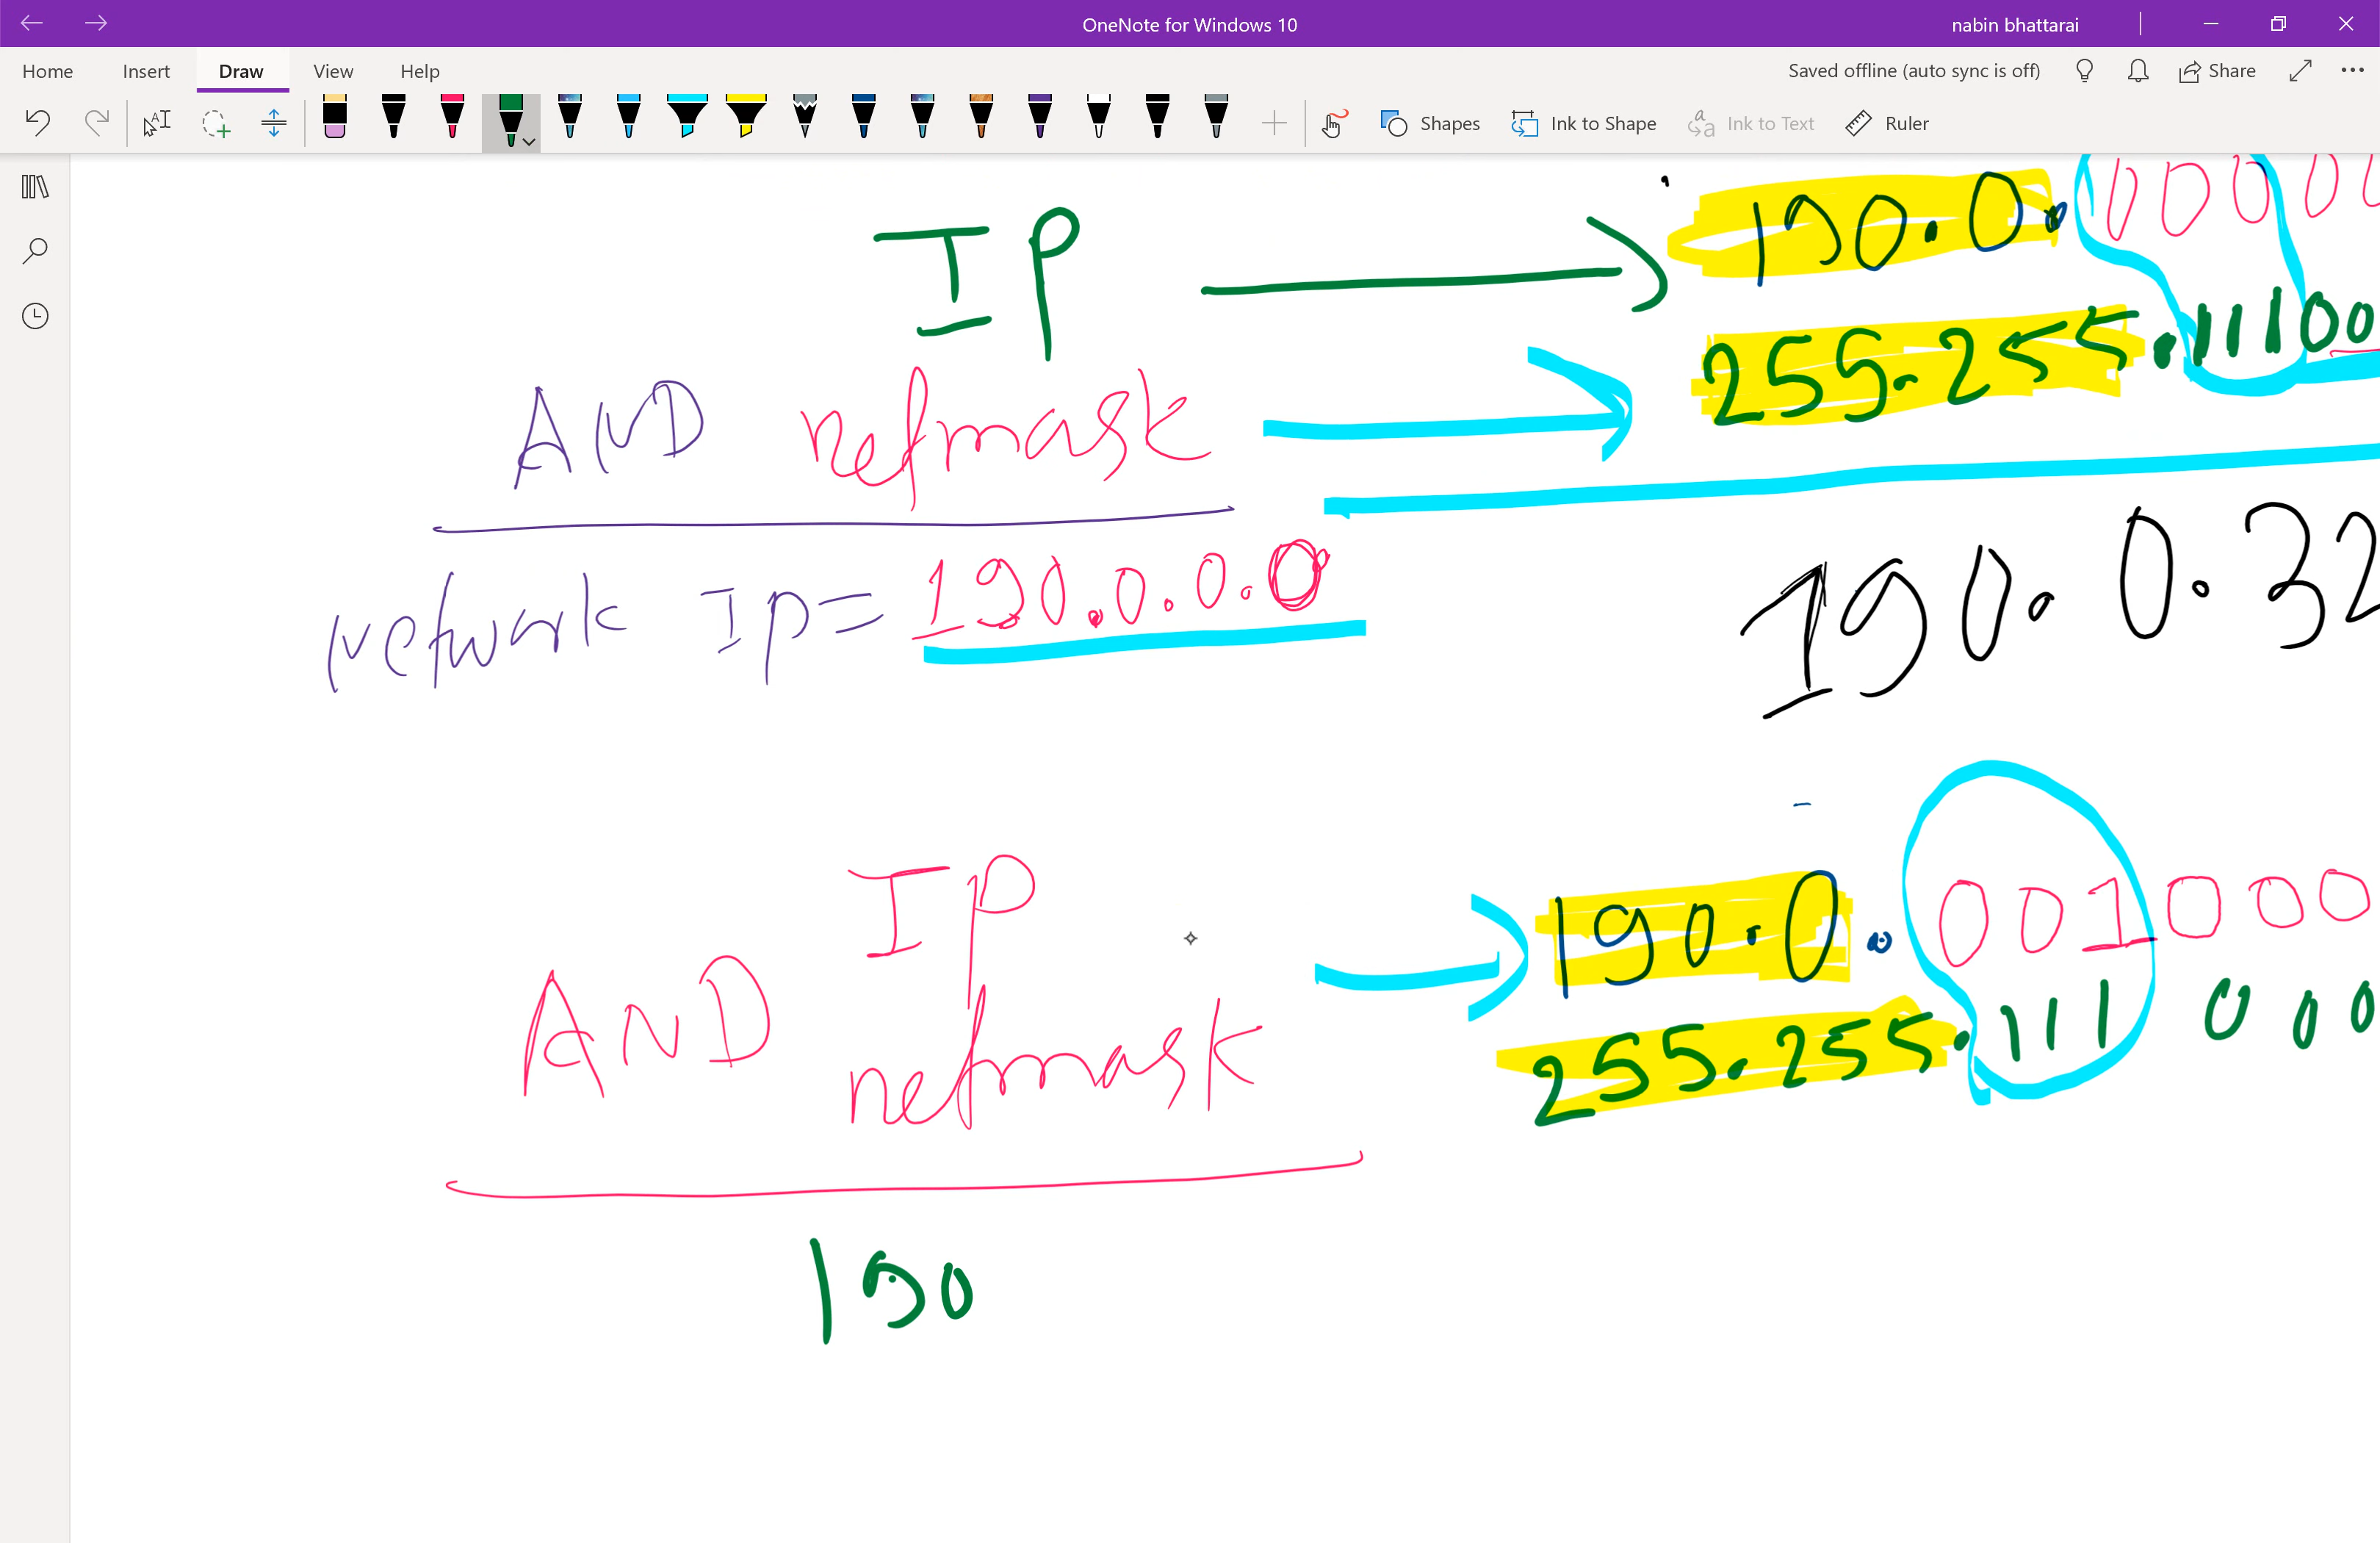 OneNote for Windows 10
nabin bhattarai
Home Insert Draw View Help
Saved offline (auto sync is off)
Share
Shapes
Ink to Shape
Ink to Text
Ruler
IP
190.0.
0000
AND netmask
255.255.11100
network Ip= 190.0.0.0
190.0.32
IP
190.0.001000
AND netmask
255.255.111 000
190